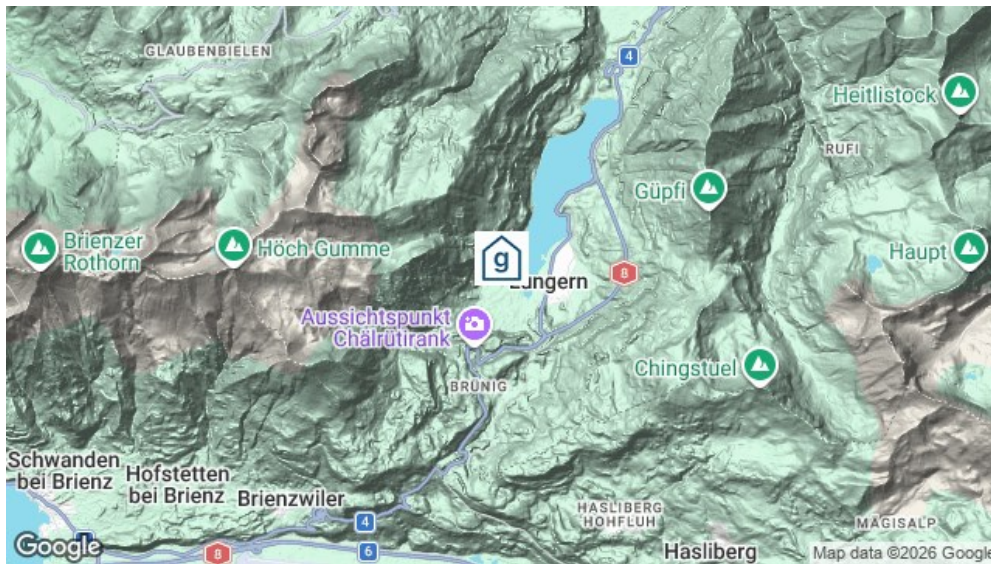 GLAUBENBIELEN
4
Heitlistock
RUFI
Güpfi
Brienzer
Rothorn
Höch Gumme
Haupt
g
Lungern
8
Aussichtspunkt
Chälrütirank
Chingstuel
BRÜNIG
Schwanden
bei Brienz
Hofstetten
bei Brienz
Brienzwiler
4
HASLIBERG
HOHFLUH
MÄGISALP
Google
8
6
Hasliberg
Map data ©2026 Google